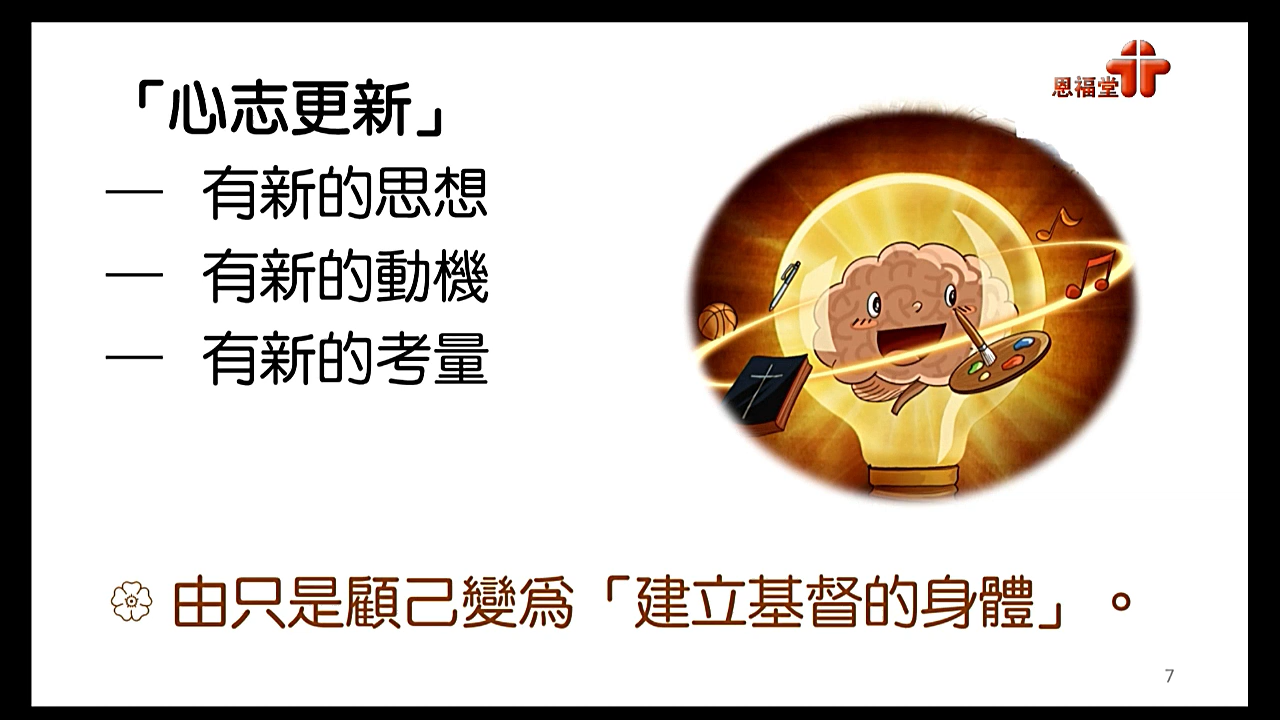 恩福堂
「心志更新」
— 有新的思想
— 有新的動機
— 有新的考量
由只是顧己變為「建立基督的身體」。
7